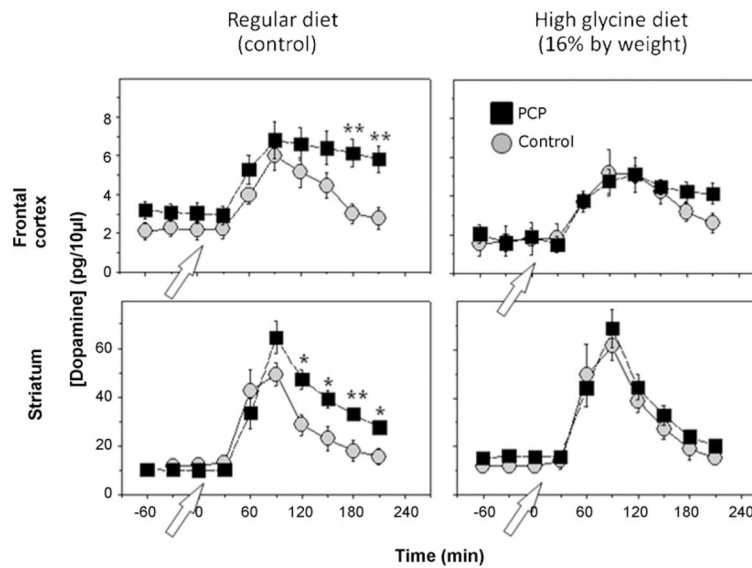 Regular diet
(control)
High glycine diet
(16% by weight)
Frontal
cortex
Striatum
[Dopamine] (pg/10µl)
8
6
4
2
0
** **
PCP
Control
60
40
20
0
* * ** *
-60 0 60 120 180 240
-60 0 60 120 180 240
Time (min)